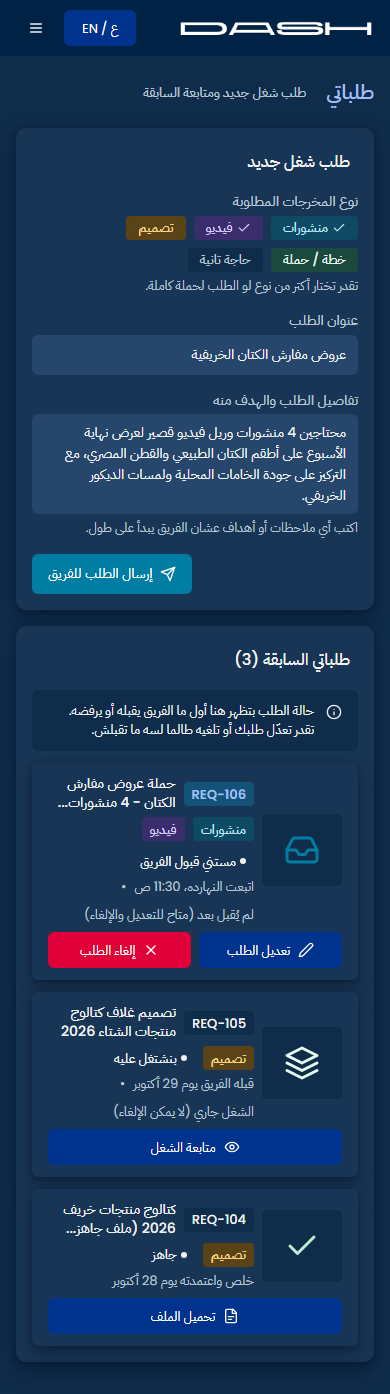 DASH
ع / EN
طلباتي
طلب شغل جديد ومتابعة السابقة
طلب شغل جديد
نوع المخرجات المطلوبة
منشورات
فيديو
تصميم
خطة / حملة
حاجة تانية
تقدر تختار أكتر من نوع لو الطلب لحملة كاملة.
عنوان الطلب
عروض مفارش الكتان الخريفية
تفاصيل الطلب والهدف منه
محتاجين 4 منشورات وريل فيديو قصير لعرض نهاية
الأسبوع على أطقم الكتان الطبيعي والقطن المصري، مع
التركيز على جودة الخامات المحلية ولمسات الديكور
الخريفي.
اكتب أي ملاحظات أو أهداف عشان الفريق يبدأ على طول.
إرسال الطلب للفريق
طلباتي السابقة (3)
حالة الطلب بتظهر هنا أول ما الفريق يقبله أو يرفضه.
تقدر تعدّل طلبك أو تلغيه طالما لسه ما تقبلش.
REQ-106
حملة عروض مفارش
الكتان - 4 منشورات...
منشورات
فيديو
مستني قبول الفريق
اتبعت النهارده، 11:30 ص •
لم يُقبل بعد (متاح للتعديل والإلغاء)
تعديل الطلب
إلغاء الطلب
REQ-105
تصميم غلاف كتالوج
منتجات الشتاء 2026
تصميم
بنشتغل عليه
قبله الفريق يوم 29 أكتوبر •
الشغل جاري (لا يمكن الإلغاء)
متابعة الشغل
REQ-104
كتالوج منتجات خريف
2026 (ملف جاهز...
تصميم
جاهز
خلص واعتمدته يوم 28 أكتوبر
تحميل الملف